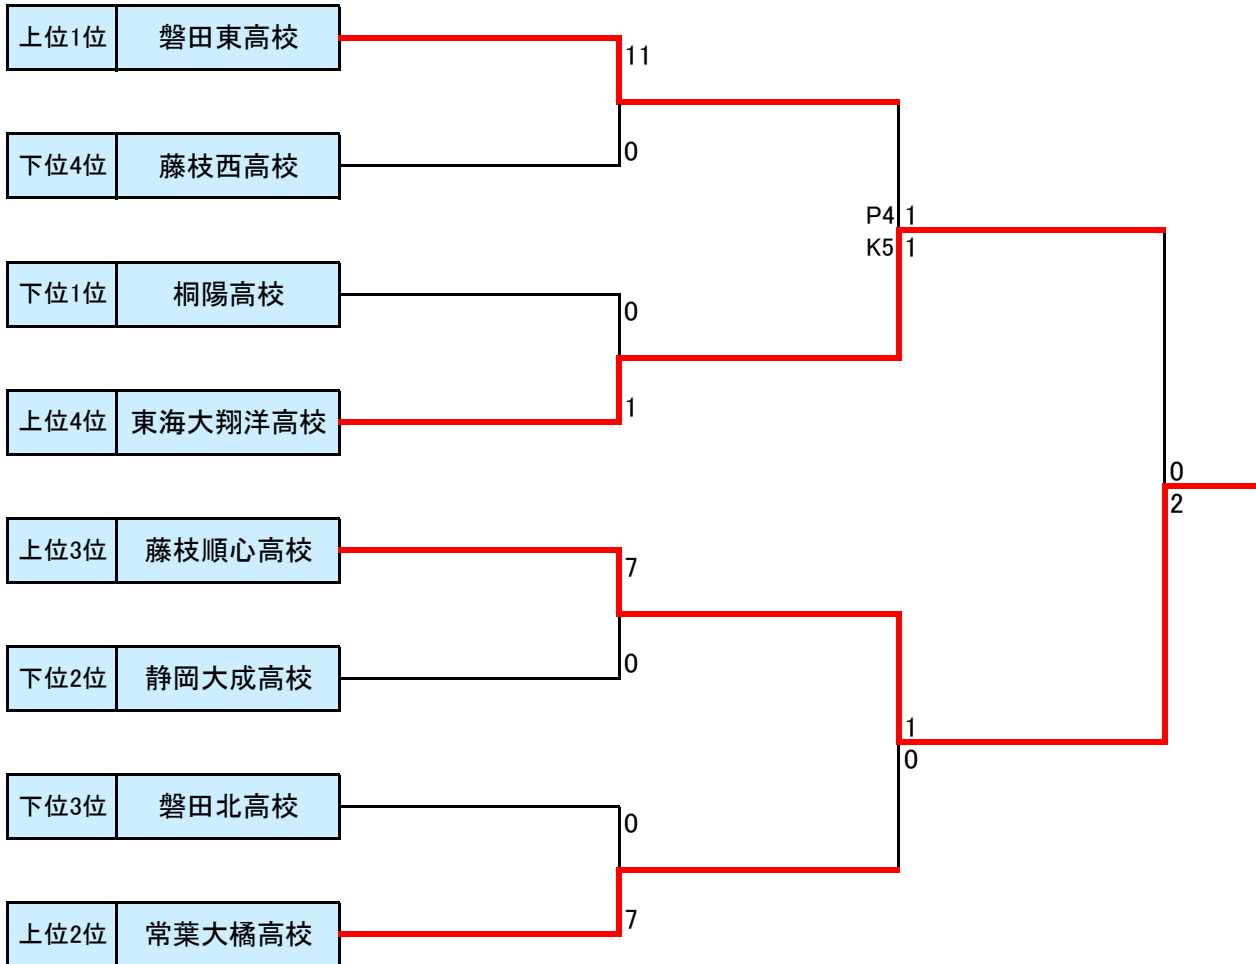 上位1位 磐田東高校
11
0
下位4位 藤枝西高校
P4 1
K5 1
下位1位 桐陽高校
0
1
上位4位 東海大翔洋高校
0
2
上位3位 藤枝順心高校
7
0
下位2位 静岡大成高校
1
0
下位3位 磐田北高校
0
7
上位2位 常葉大橘高校